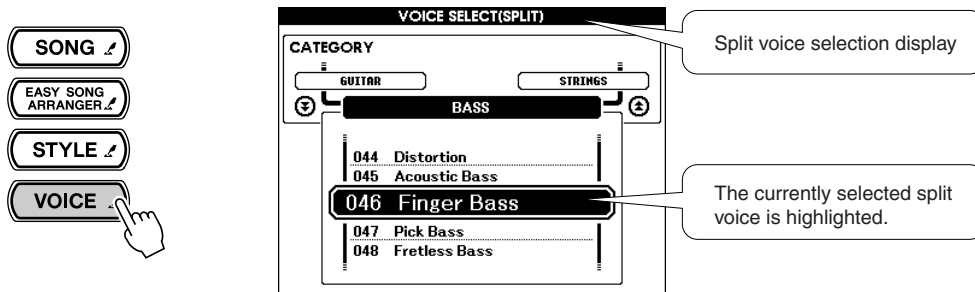 SONG
EASY SONG
ARRANGER
STYLE
VOICE
VOICE SELECT(SPLIT)
CATEGORY
GUITAR
STRINGS
BASS
044 Distortion
045 Acoustic Bass
046 Finger Bass
047 Pick Bass
048 Fretless Bass
Split voice selection display
The currently selected split
voice is highlighted.